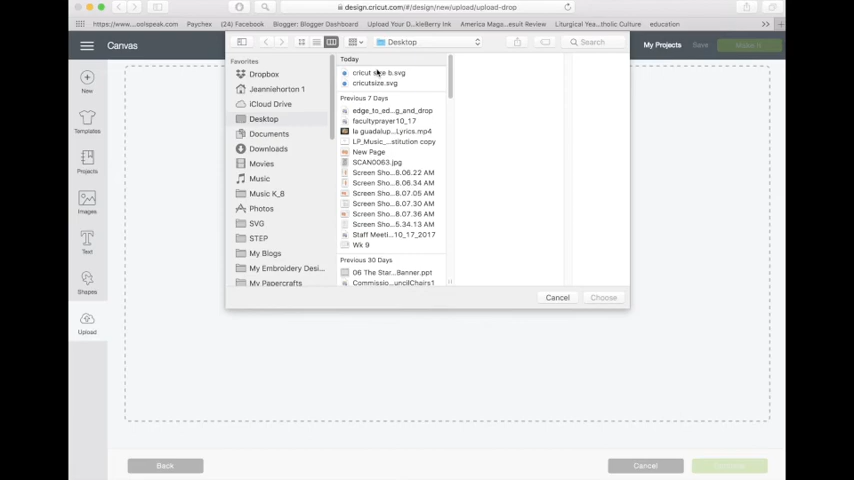 design.cricut.com/#/design/new/upload/upload-drop
https://www.…oolspeak.com Paychex (24) Facebook Blogger: Blogger Dashboard Upload Your D…kleBerry Ink America Maga…esuit Review Liturgical Yea…tholic Culture education
Canvas
My Projects Save Make It
Desktop
Search
Favorites
Dropbox
Jeanniehorton 1
iCloud Drive
Desktop
Documents
Downloads
Movies
Music
Music K_8
Photos
SVG
STEP
My Blogs
My Embroidery Desi…
My Papercrafts
Today
cricut size b.svg
cricutsize.svg
Previous 7 Days
edge_to_ed…g_and_drop
facultyprayer10_17
la guadalup…Lyrics.mp4
LP_Music_…stitution copy
New Page
SCAN0063.jpg
Screen Sho…8.06.22 AM
Screen Sho…8.06.34 AM
Screen Sho…8.07.05 AM
Screen Sho…8.07.30 AM
Screen Sho…8.07.36 AM
Screen Sho…5.34.13 AM
Staff Meeti…10_17_2017
Wk 9
Previous 30 Days
06 The Star…Banner.ppt
Commissio…uncilChairs1
Cancel Choose
New
Templates
Projects
Images
Text
Shapes
Upload
Back Cancel